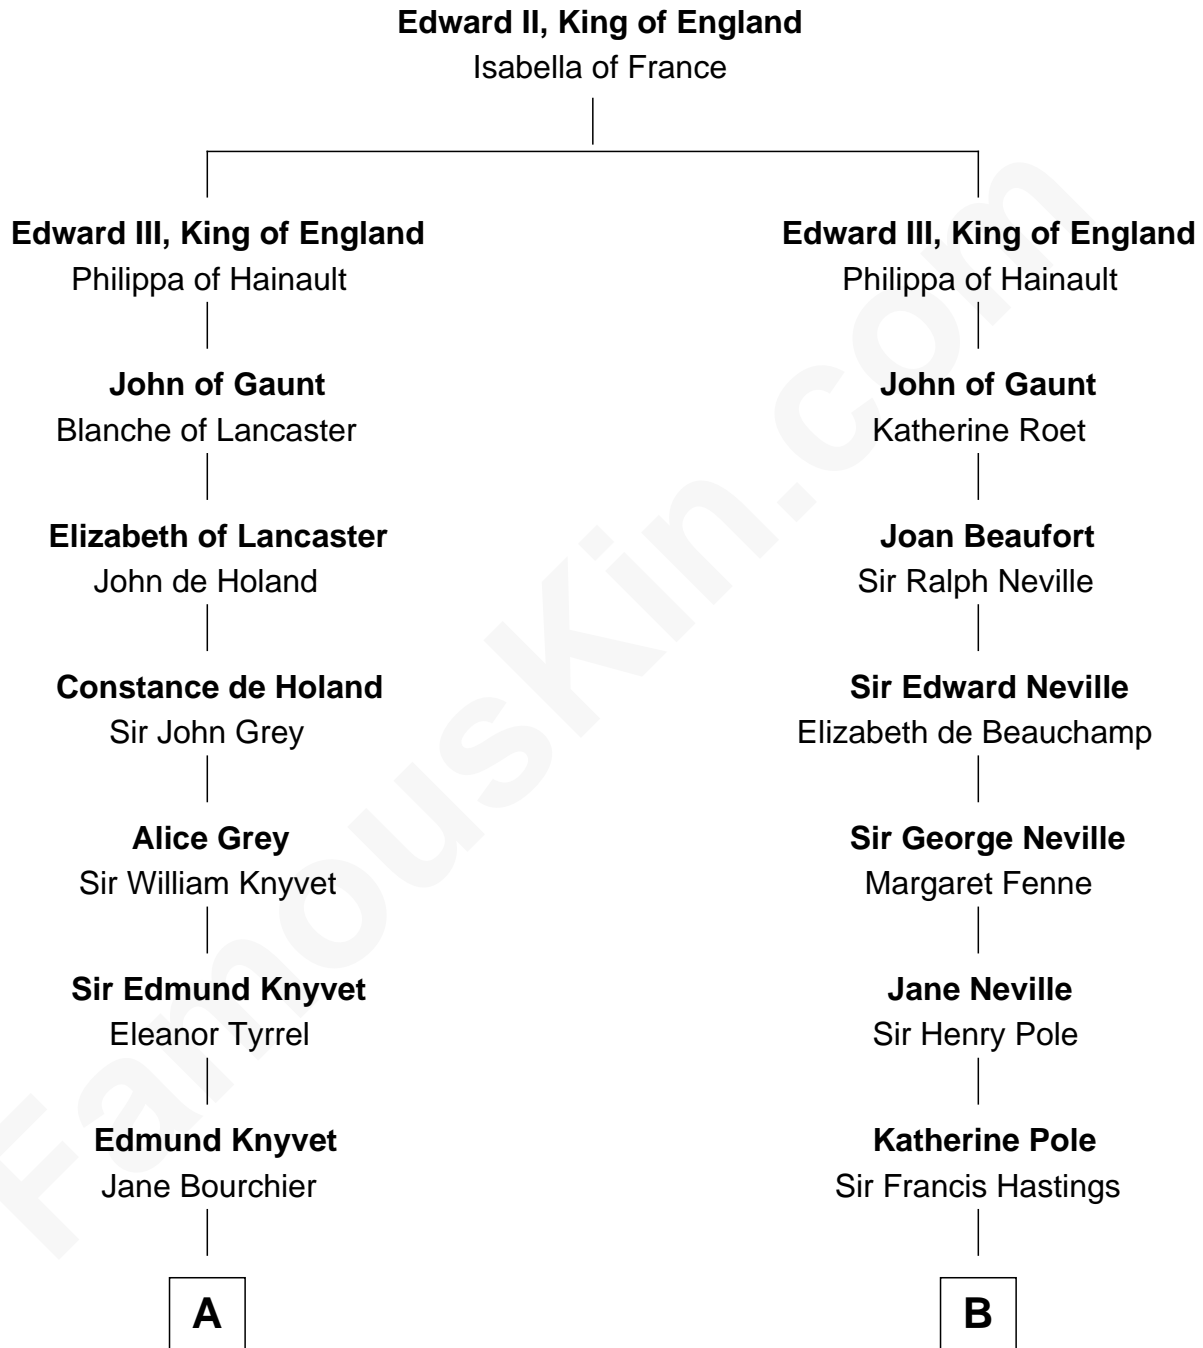 Edward II, King of England
Isabella of France
Edward III, King of England
Philippa of Hainault
Edward III, King of England
Philippa of Hainault
John of Gaunt
Blanche of Lancaster
John of Gaunt
Katherine Roet
Elizabeth of Lancaster
John de Holand
Joan Beaufort
Sir Ralph Neville
Constance de Holand
Sir John Grey
Sir Edward Neville
Elizabeth de Beauchamp
Alice Grey
Sir William Knyvet
Sir George Neville
Margaret Fenne
Sir Edmund Knyvet
Eleanor Tyrrel
Jane Neville
Sir Henry Pole
Edmund Knyvet
Jane Bourchier
Katherine Pole
Sir Francis Hastings
A
B
FamousKin.com